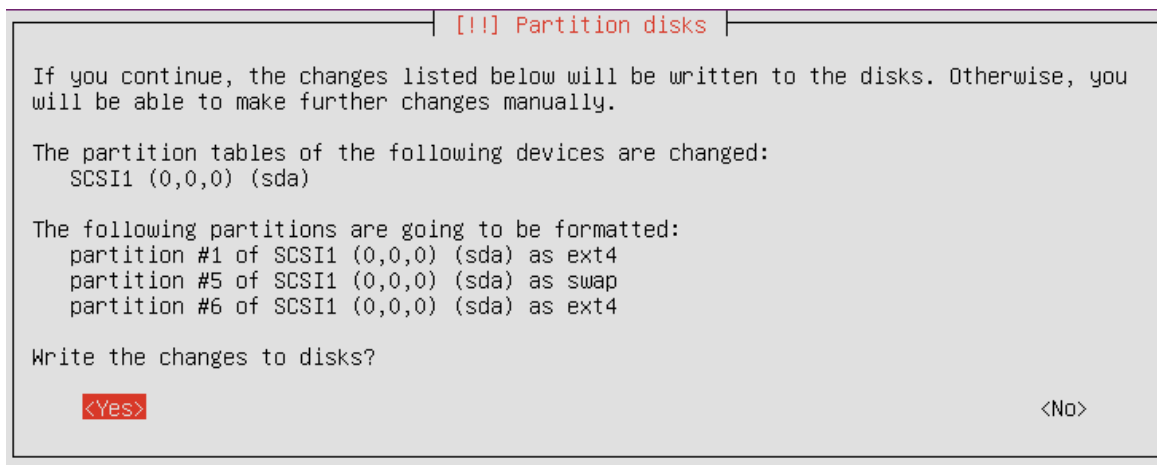 [!!] Partition disks
If you continue, the changes listed below will be written to the disks. Otherwise, you
will be able to make further changes manually.
The partition tables of the following devices are changed:
SCSI1 (0,0,0) (sda)
The following partitions are going to be formatted:
partition #1 of SCSI1 (0,0,0) (sda) as ext4
partition #5 of SCSI1 (0,0,0) (sda) as swap
partition #6 of SCSI1 (0,0,0) (sda) as ext4
Write the changes to disks?
<Yes> <No>